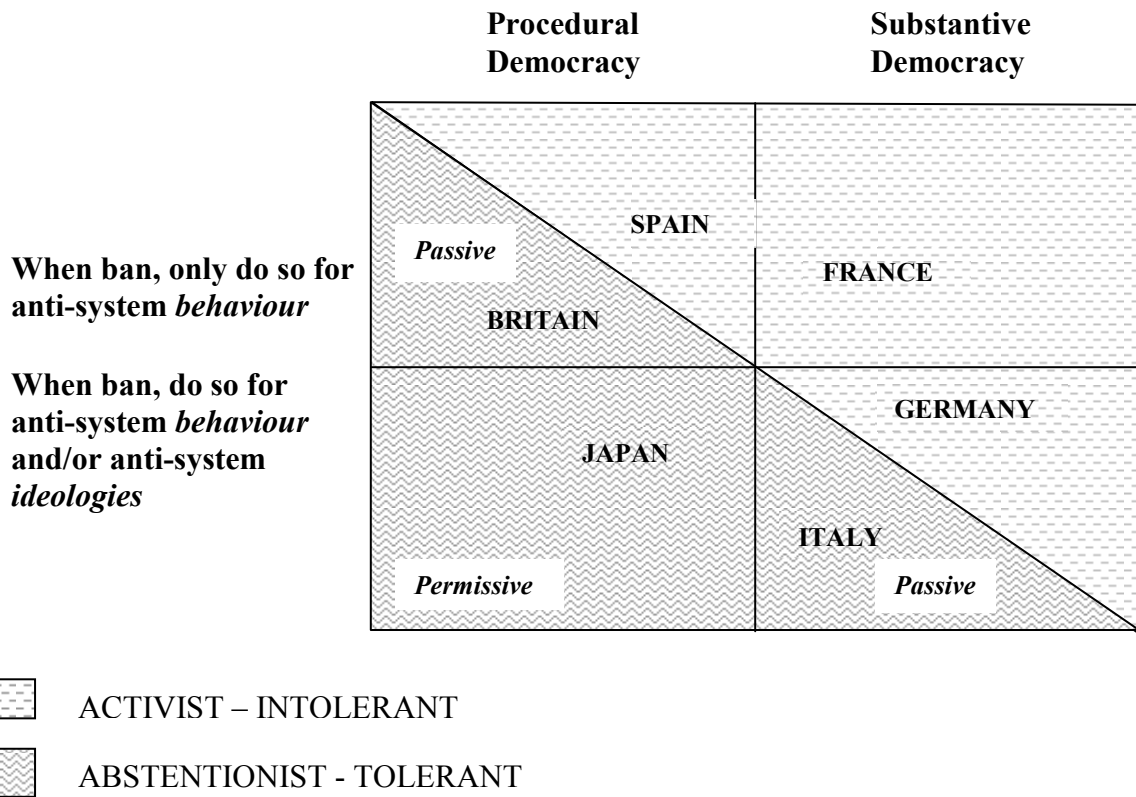 Procedural
Democracy
Substantive
Democracy
SPAIN
Passive
When ban, only do so for
anti-system behaviour
FRANCE
BRITAIN
When ban, do so for
anti-system behaviour
and/or anti-system
ideologies
GERMANY
JAPAN
ITALY
Permissive
Passive
ACTIVIST – INTOLERANT
ABSTENTIONIST - TOLERANT